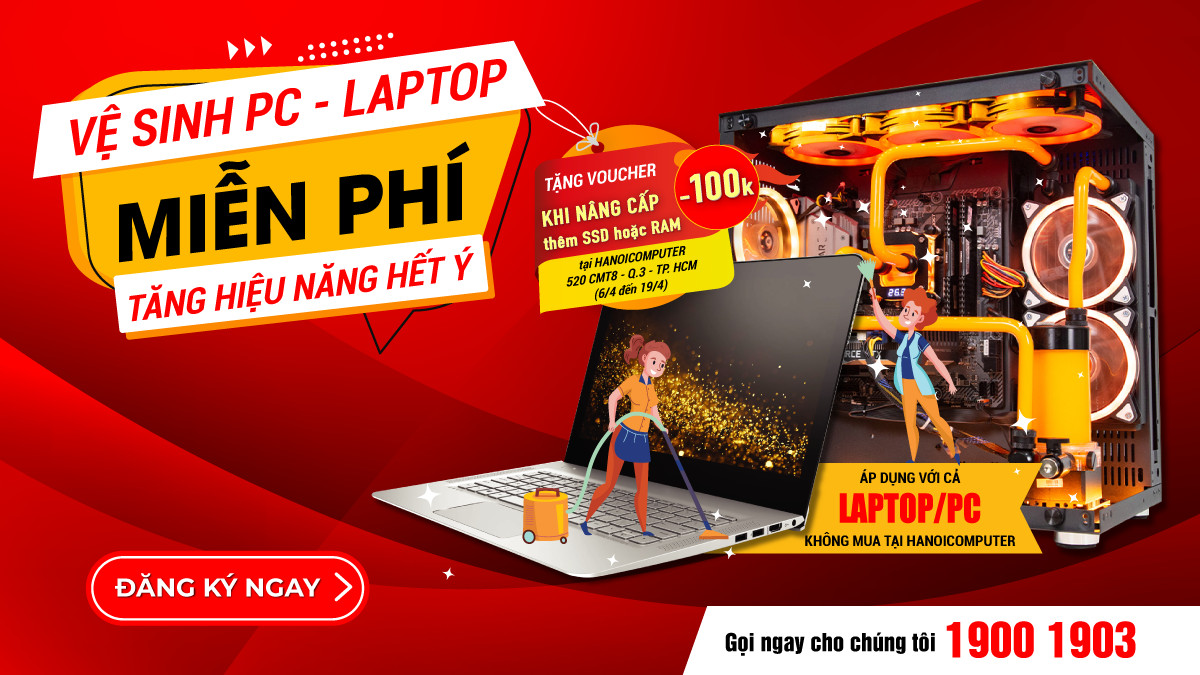 VỆ SINH PC - LAPTOP
MIỄN PHÍ
TĂNG HIỆU NĂNG HẾT Ý
TẶNG VOUCHER
-100k
KHI NÂNG CẤP
thêm SSD hoặc RAM
tại HANOICOMPUTER
520 CMT8 - Q.3 - TP. HCM
(6/4 đến 19/4)
ÁP DỤNG VỚI CẢ
LAPTOP/PC
KHÔNG MUA TẠI HANOICOMPUTER
ĐĂNG KÝ NGAY
Gọi ngay cho chúng tôi 1900 1903